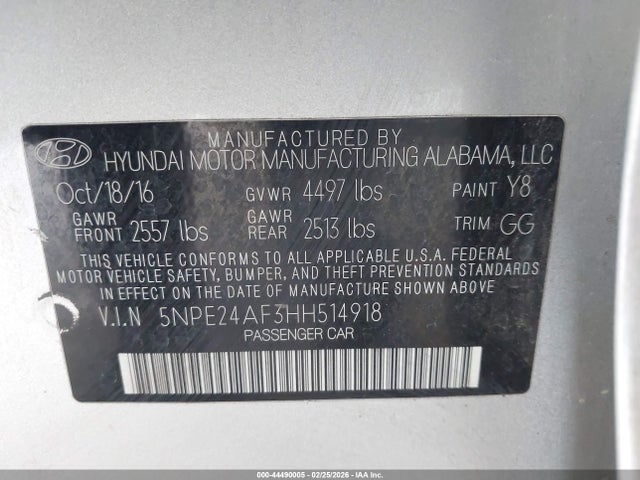 MANUFACTURED BY
HYUNDAI MOTOR MANUFACTURING ALABAMA, LLC
Oct/18/16 GVWR 4497 lbs PAINT Y8
GAWR FRONT 2557 lbs GAWR REAR 2513 lbs TRIM GG
THIS VEHICLE CONFORMS TO ALL APPLICABLE U.S.A. FEDERAL
MOTOR VEHICLE SAFETY, BUMPER, AND THEFT PREVENTION STANDARDS
IN EFFECT ON THE DATE OF MANUFACTURE SHOWN ABOVE.
V.I.N 5NPE24AF3HH514918
PASSENGER CAR
000-44490005 - 02/25/2026 - COPART